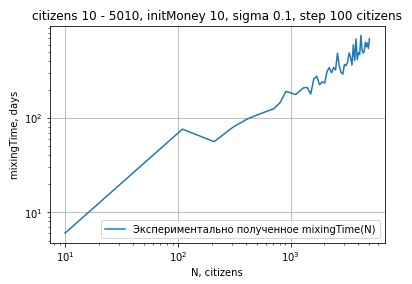 citizens 10 - 5010, initMoney 10, sigma 0.1, step 100 citizens
mixingTime, days
10²
10¹
Экспериментально полученное mixingTime(N)
10¹ 10² 10³
N, citizens